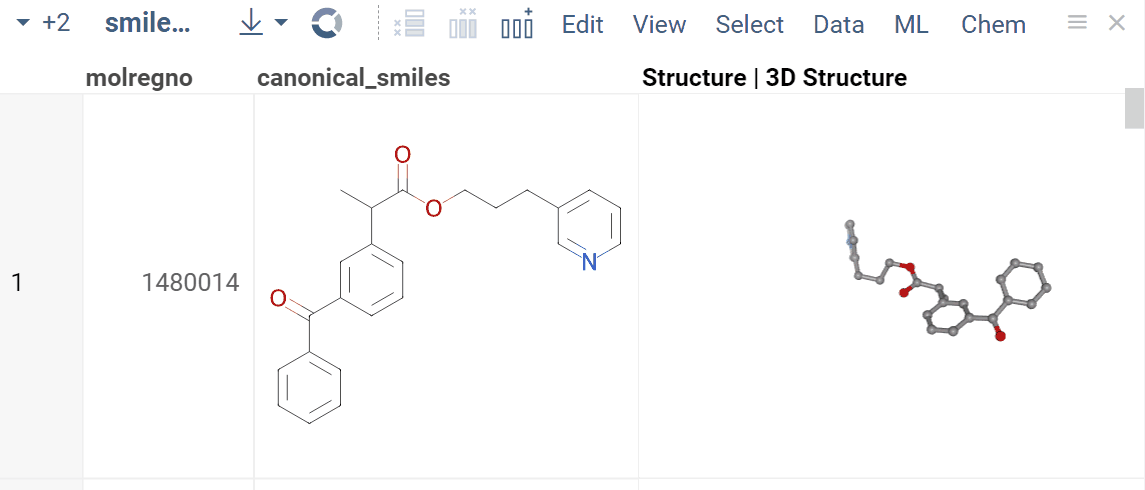 +2 smile... Edit View Select Data ML Chem
molregno canonical_smiles Structure | 3D Structure
O
O
N
O
1 1480014